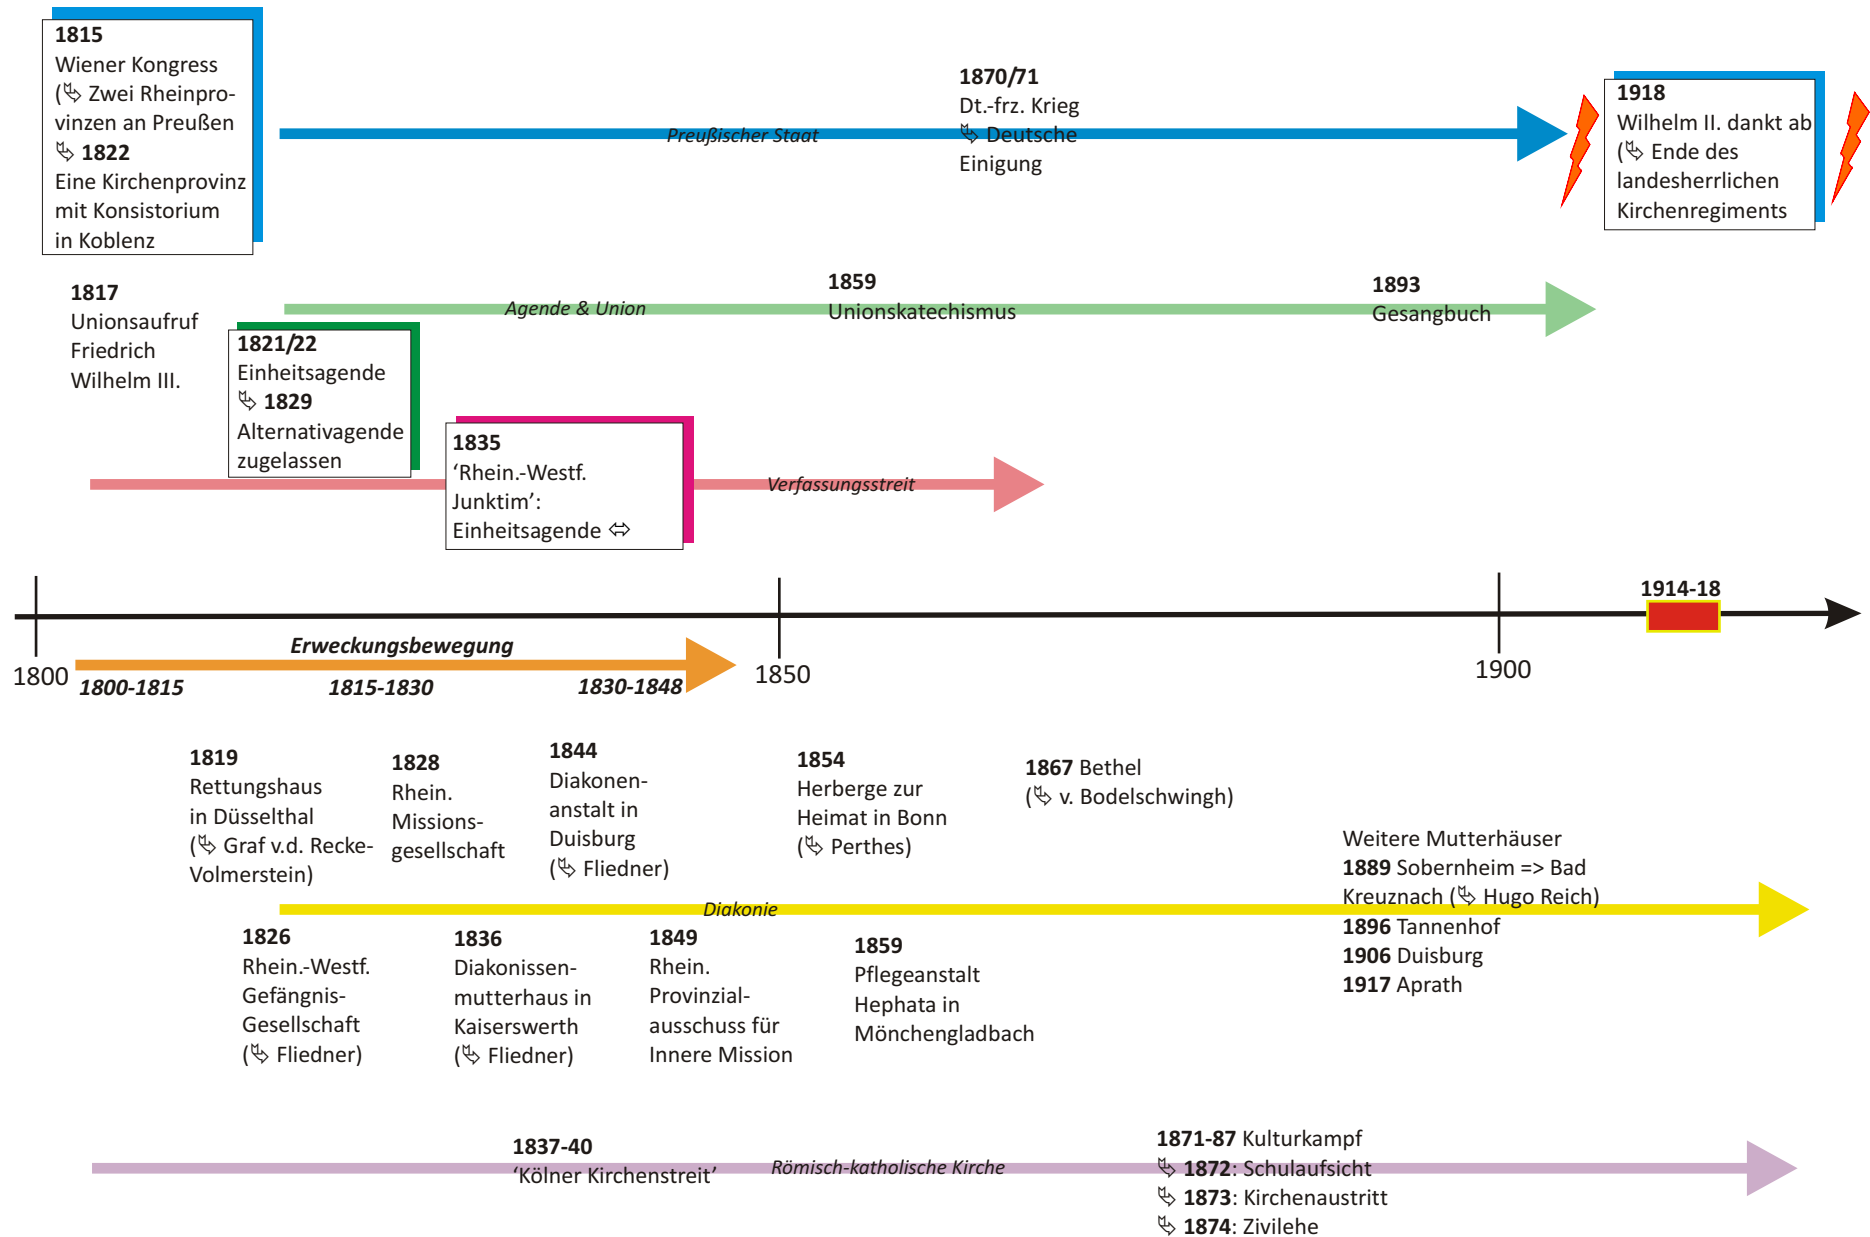 1815
Wiener Kongress
(↳ Zwei Rheinpro-
vinzen an Preußen
↳ 1822
Eine Kirchenprovinz
mit Konsistorium
in Koblenz
Preußischer Staat
1870/71
Dt.-frz. Krieg
↳ Deutsche
Einigung
1918
Wilhelm II. dankt ab
(↳ Ende des
landesherrlichen
Kirchenregiments
1817
Unionsaufruf
Friedrich
Wilhelm III.
Agende & Union
1859
Unionskatechismus
1893
Gesangbuch
1821/22
Einheitsagende
↳ 1829
Alternativagende
zugelassen
1835
‘Rhein.-Westf.
Junktim’:
Einheitsagende ⇔
Verfassungsstreit
1914-18
1800
1850
1900
Erweckungsbewegung
1800-1815
1815-1830
1830-1848
1819
Rettungshaus
in Düsselthal
(↳ Graf v.d. Recke-
Volmerstein)
1828
Rhein.
Missions-
gesellschaft
1844
Diakonen-
anstalt in
Duisburg
(↳ Fliedner)
1854
Herberge zur
Heimat in Bonn
(↳ Perthes)
1867 Bethel
(↳ v. Bodelschwingh)
Weitere Mutterhäuser
1889 Sobernheim => Bad
Kreuznach (↳ Hugo Reich)
1896 Tannenhof
1906 Duisburg
1917 Aprath
Diakonie
1826
Rhein.-Westf.
Gefängnis-
Gesellschaft
(↳ Fliedner)
1836
Diakonissen-
mutterhaus in
Kaiserswerth
(↳ Fliedner)
1849
Rhein.
Provinzial-
ausschuss für
Innere Mission
1859
Pflegeanstalt
Hephata in
Mönchengladbach
1837-40
‘Kölner Kirchenstreit’
Römisch-katholische Kirche
1871-87 Kulturkampf
↳ 1872: Schulaufsicht
↳ 1873: Kirchenaustritt
↳ 1874: Zivilehe